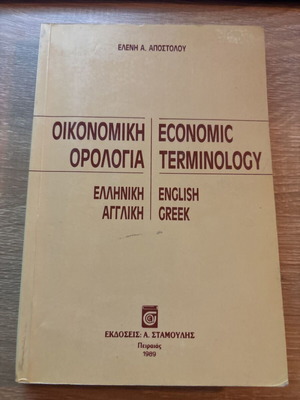 ΕΛΕΝΗ Α. ΑΠΟΣΤΟΛΟΥ
ΟΙΚΟΝΟΜΙΚΗ
ΟΡΟΛΟΓΙΑ
ECONOMIC
TERMINOLOGY
ΕΛΛΗΝΙΚΗ
ΑΓΓΛΙΚΗ
ENGLISH
GREEK
ΕΚΔΟΣΕΙΣ: Α. ΣΤΑΜΟΥΛΗΣ
Πειραιάς
1989